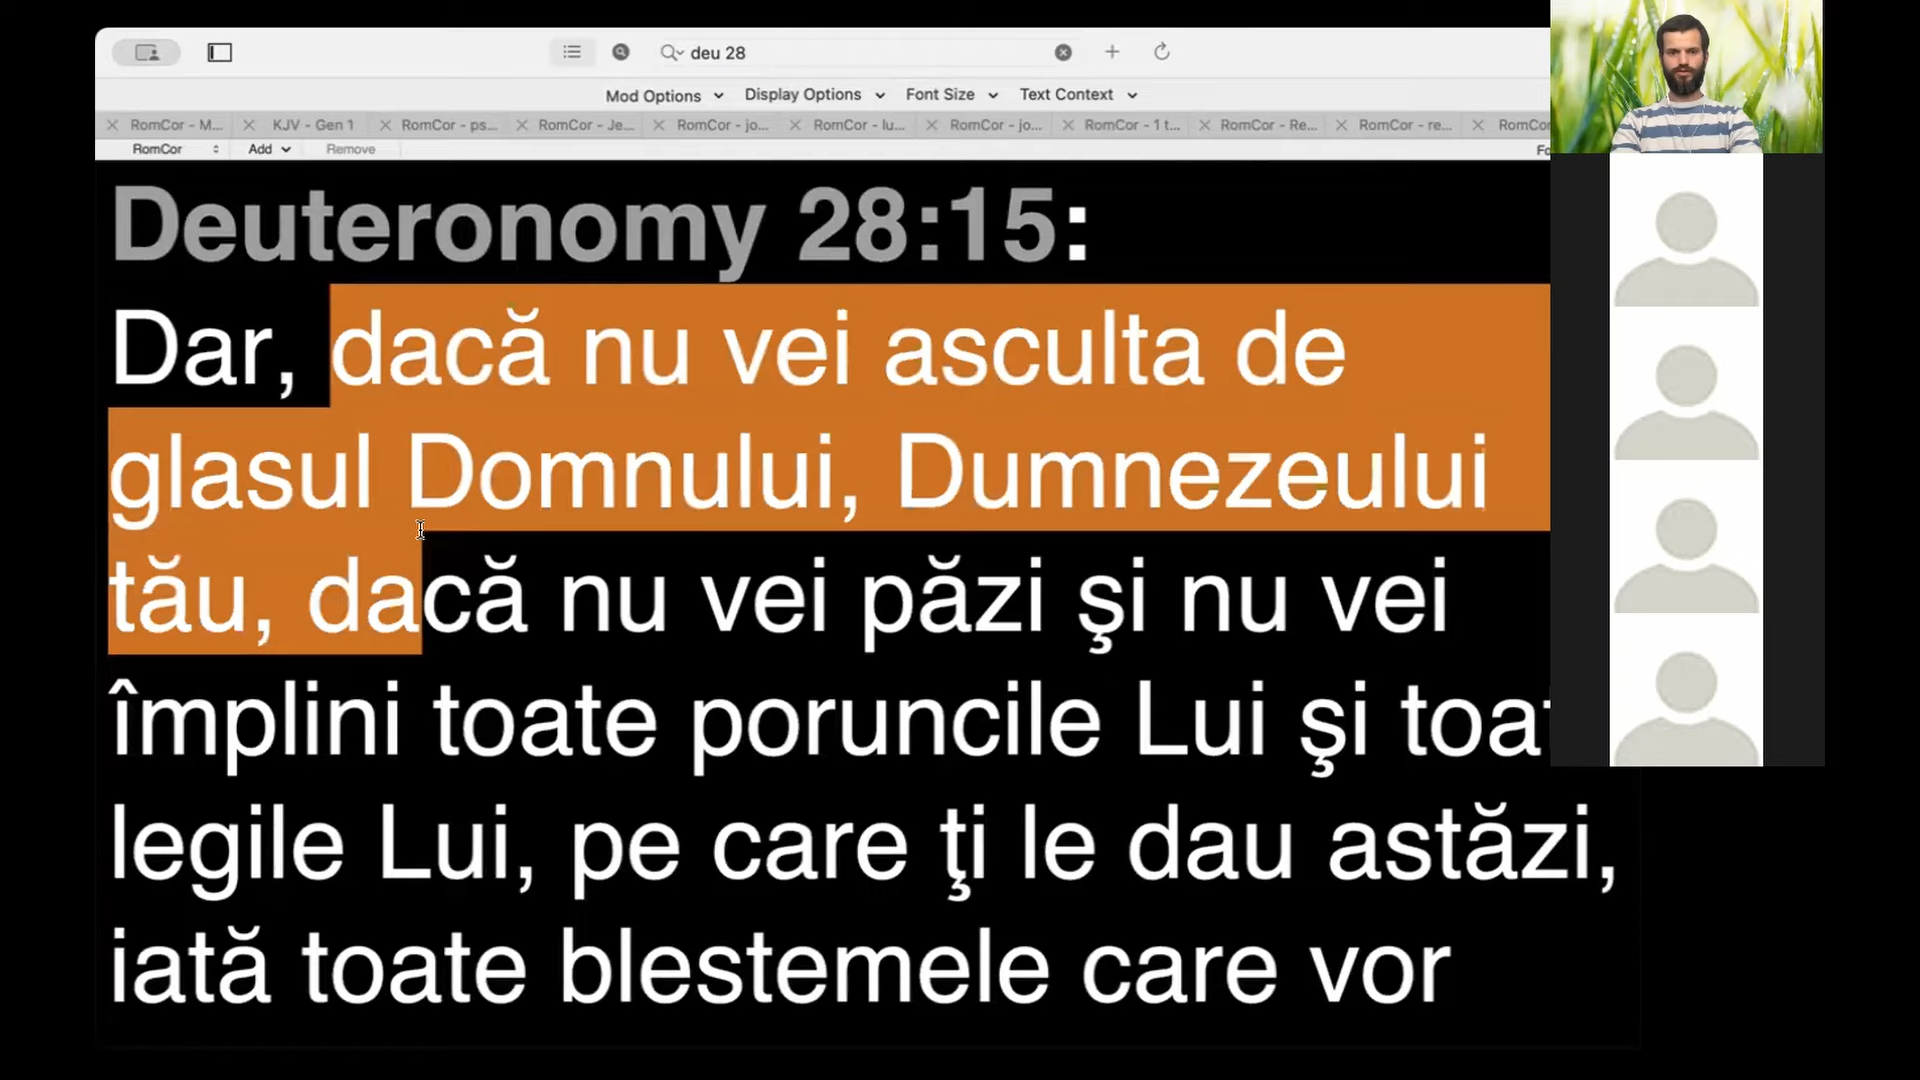 deu 28
Mod Options Display Options Font Size Text Context
RomCor - M... KJV - Gen 1 RomCor - ps... RomCor - Je... RomCor - jo... RomCor - lu... RomCor - jo... RomCor - 1 t... RomCor - Re... RomCor - re... RomCor
RomCor Add Remove
Deuteronomy 28:15:
Dar, dacă nu vei asculta de
glasul Domnului, Dumnezeului
tău, dacă nu vei păzi şi nu vei
împlini toate poruncile Lui şi
legile Lui, pe care ţi le dau astăzi,
iată toate blestemele care vor